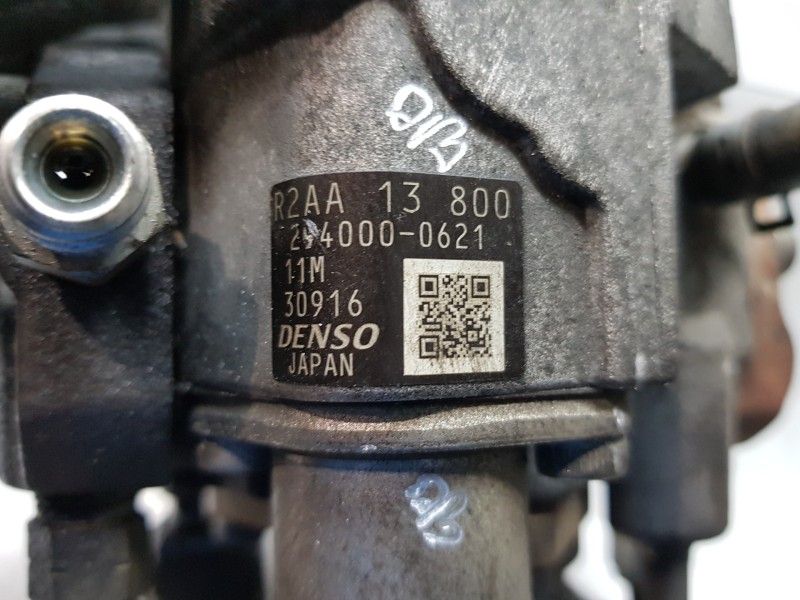 R2AA 13 800
294000-0621
11M
30916
DENSO
JAPAN